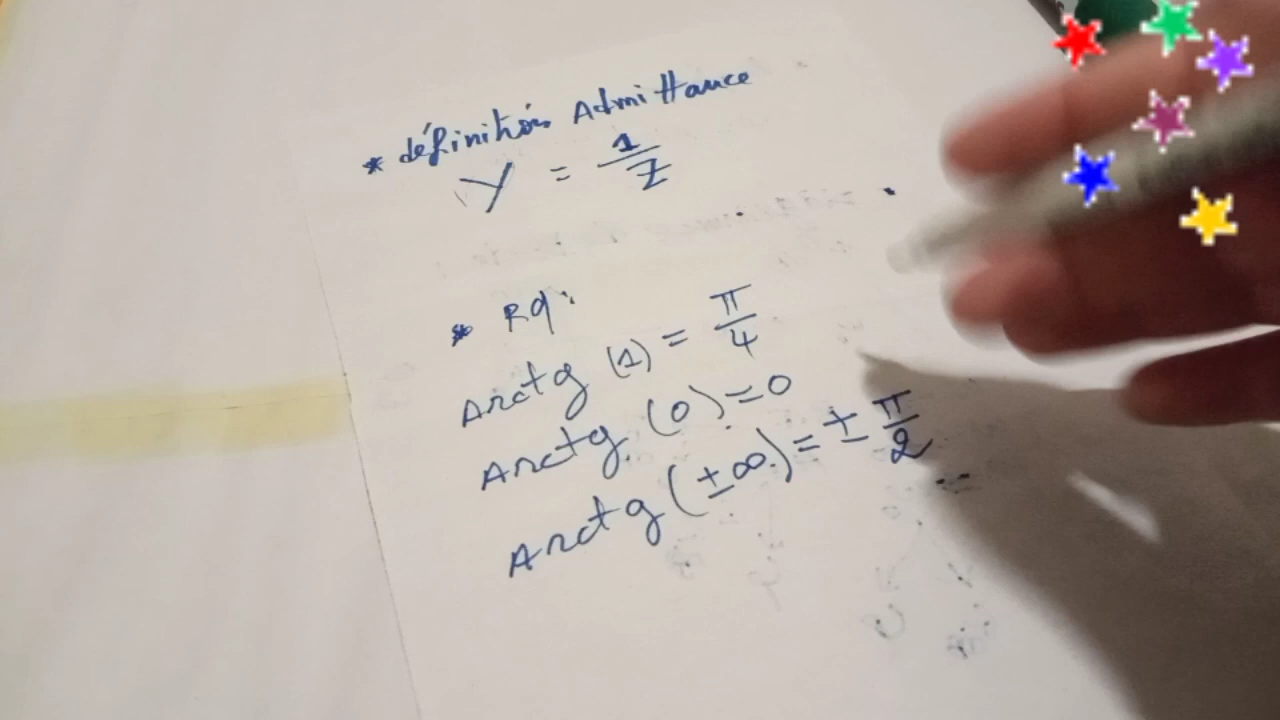 * définition Admittance
Y = 1/Z
* Rq:
Arctg (1) = π/4
Arctg (0) = 0
Arctg (±∞) = ± π/2